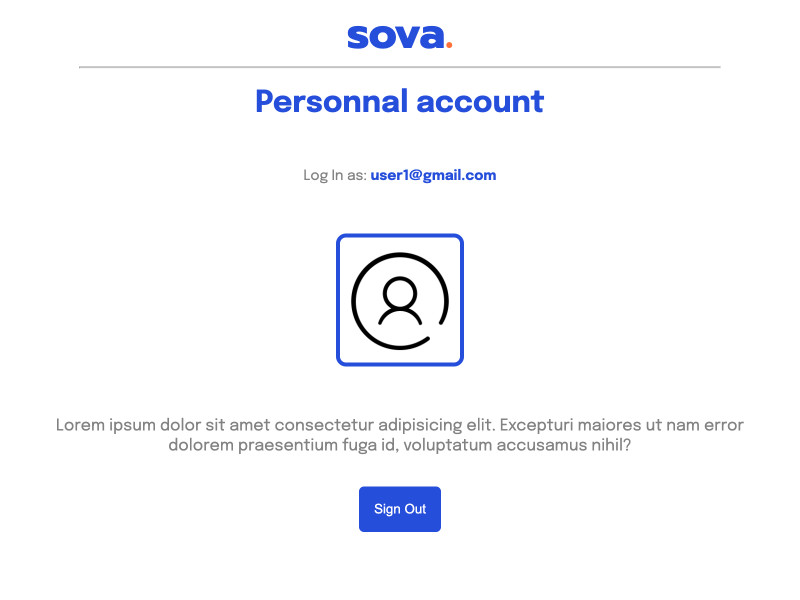 sova.
Personnal account
Log In as: user1@gmail.com
Lorem ipsum dolor sit amet consectetur adipisicing elit. Excepturi maiores ut nam error
dolorem praesentium fuga id, voluptatum accusamus nihil?
Sign Out